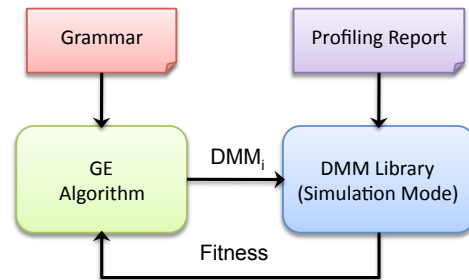 Grammar
Profiling Report
GE
Algorithm
DMMi
DMM Library
(Simulation Mode)
Fitness